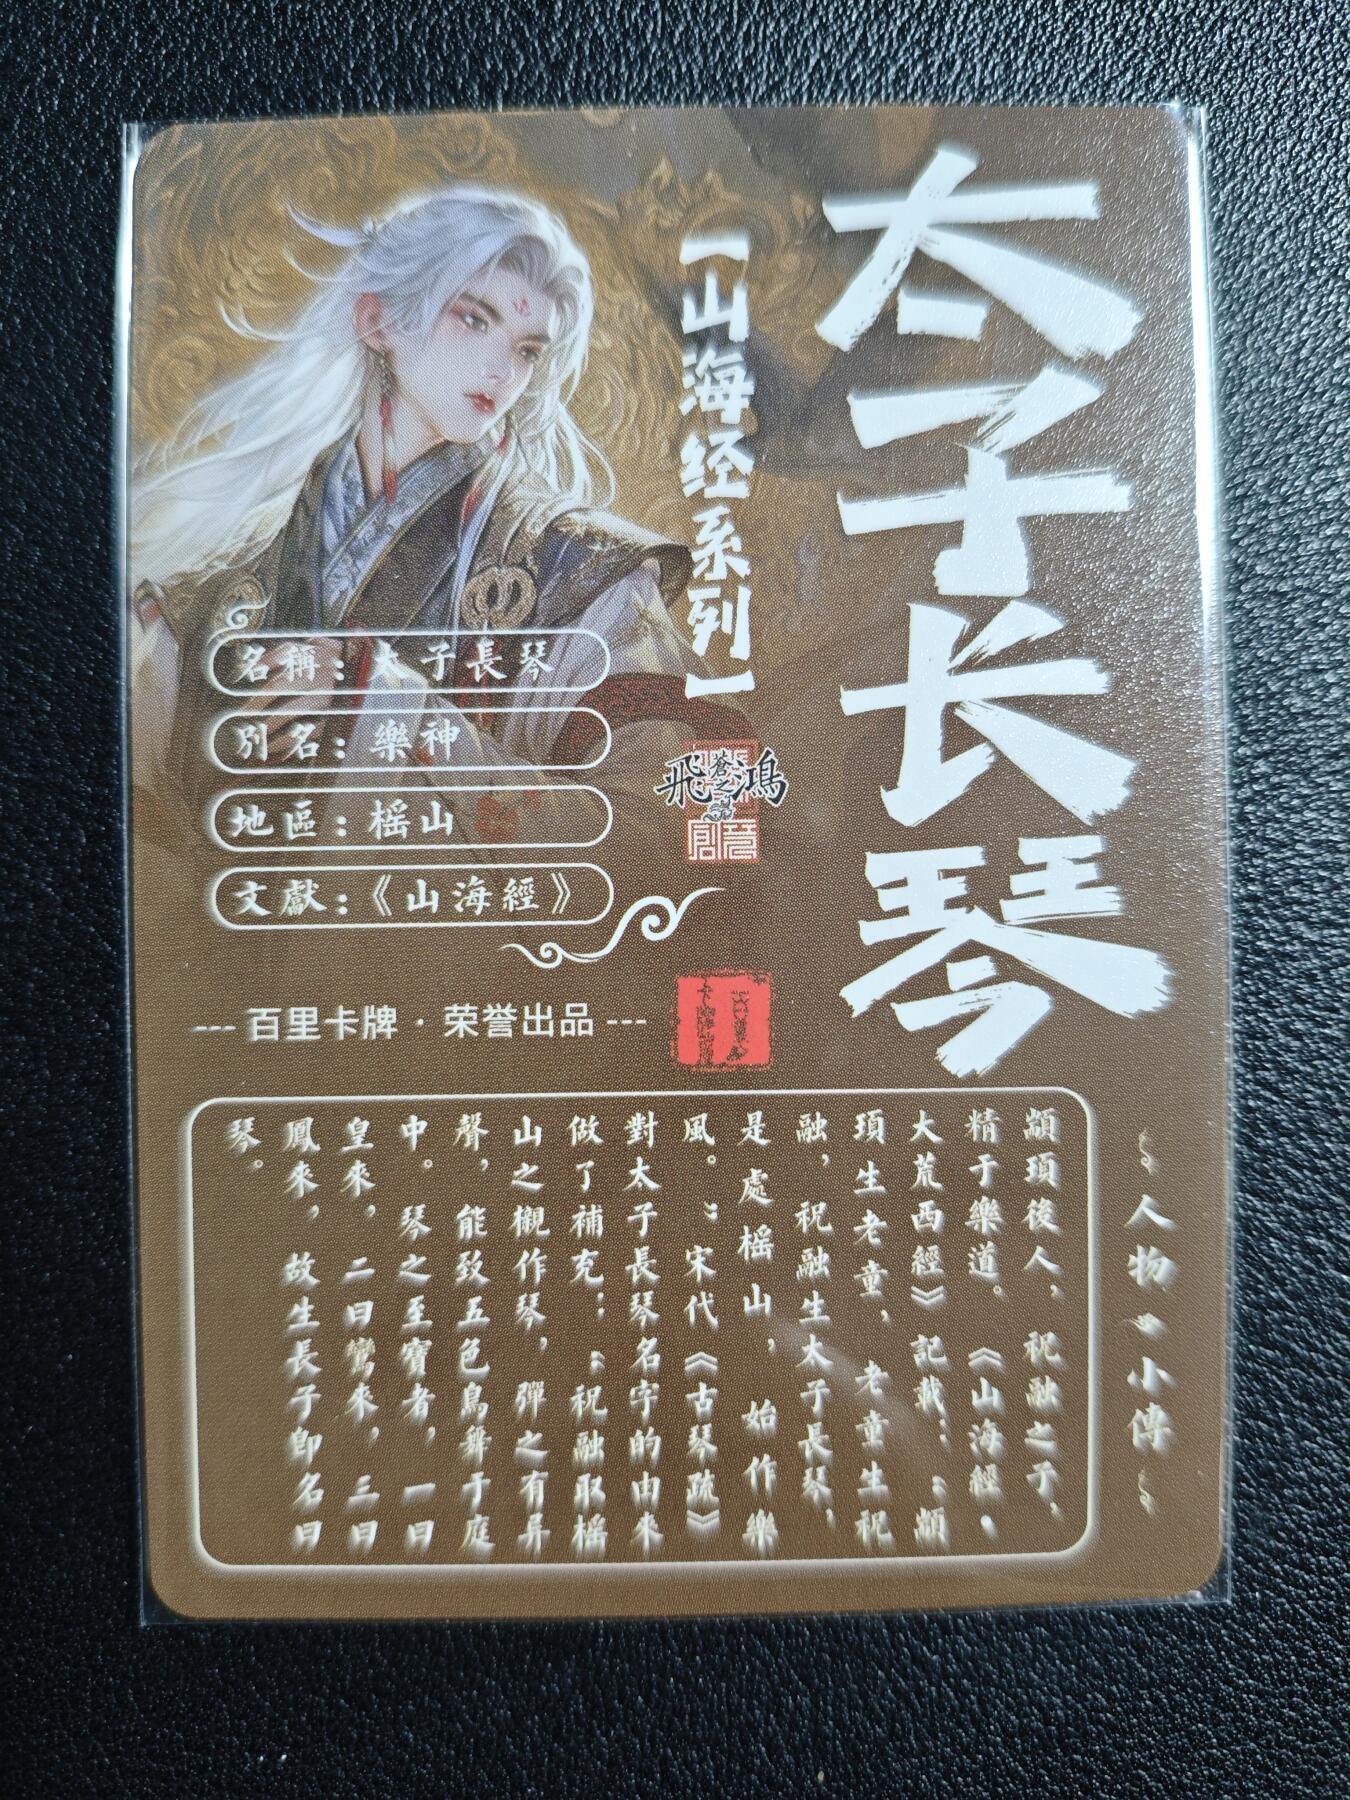 太子长琴
【山海经系列】
飛鴻
蒼之
名稱：太子長琴
別名：樂神
地區：榣山
文獻：《山海經》
--- 百里卡牌 · 荣誉出品 ---
人物小傳
顓頊後人，祝融之子，
精于樂道。《山海經·
大荒西經》記載：：顓
頊生老童，老童生祝
融，祝融生太子長琴，
是處榣山，始作樂
風。：宋代《古琴疏》
對太子長琴名字的由來
做了補充：：祝融取榣
山之櫬作琴，彈之有异
聲，能致五色鳥舞于庭
中。琴之至寶者，一曰
皇來，二曰鸞來，三曰
鳳來，故生長子即名曰
琴。